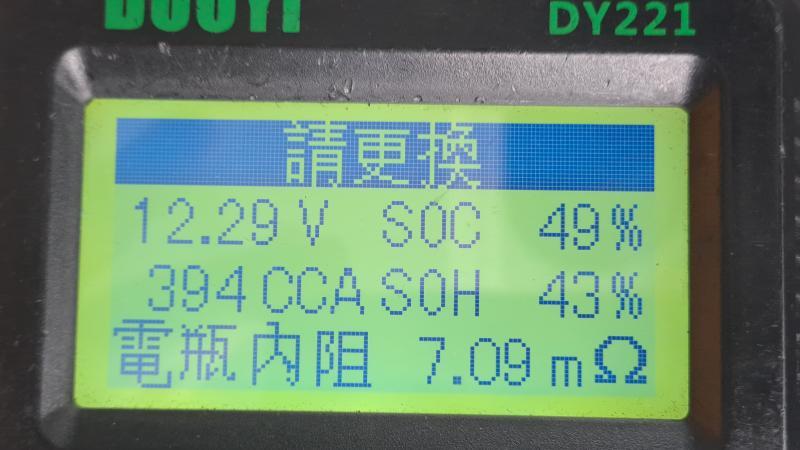 DOUYI DY221
請更換
12.29 V SOC 49%
394 CCA SOH 43%
電瓶內阻 7.09 mΩ